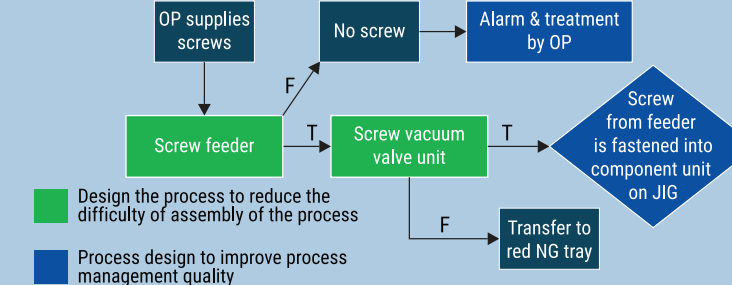 OP supplies
screws
No screw
Alarm & treatment
by OP
F
Screw feeder
T
Screw vacuum
valve unit
T
Screw
from feeder
is fastened into
component unit
on JIG
Design the process to reduce the
difficulty of assembly of the process
F
Transfer to
red NG tray
Process design to improve process
management quality